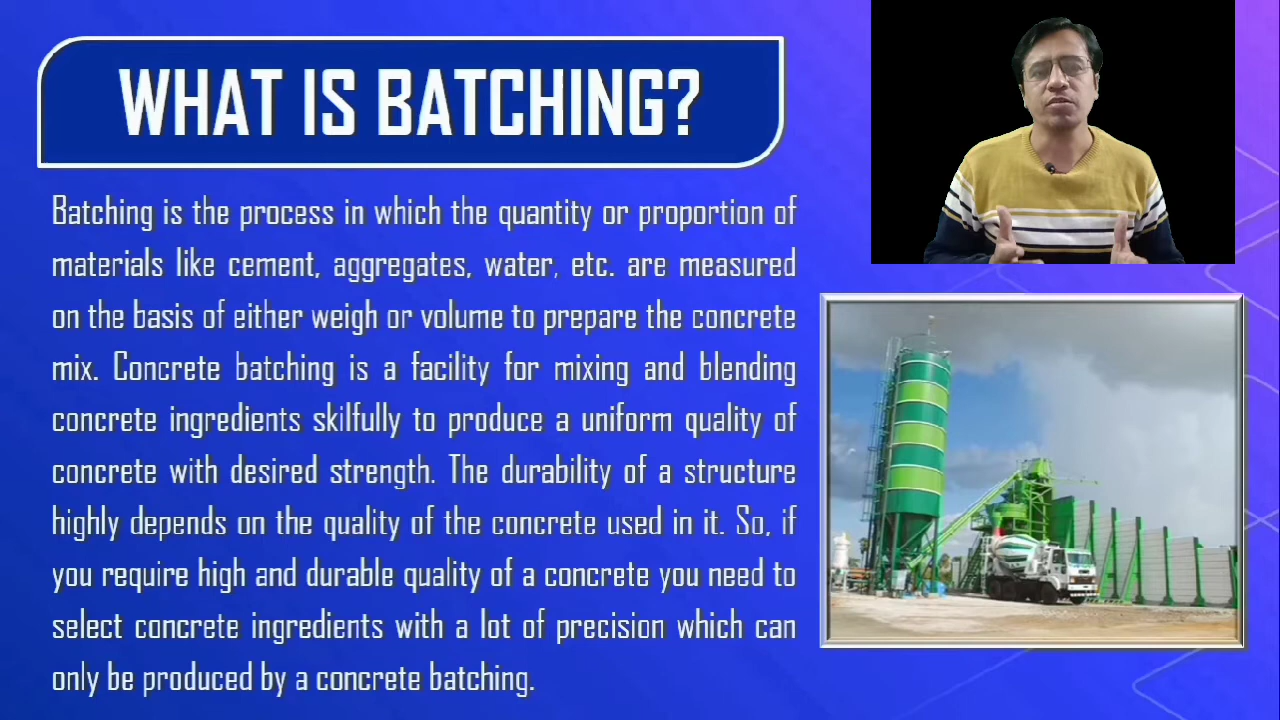 WHAT IS BATCHING?
Batching is the process in which the quantity or proportion of
materials like cement, aggregates, water, etc. are measured
on the basis of either weigh or volume to prepare the concrete
mix. Concrete batching is a facility for mixing and blending
concrete ingredients skilfully to produce a uniform quality of
concrete with desired strength. The durability of a structure
highly depends on the quality of the concrete used in it. So, if
you require high and durable quality of a concrete you need to
select concrete ingredients with a lot of precision which can
only be produced by a concrete batching.